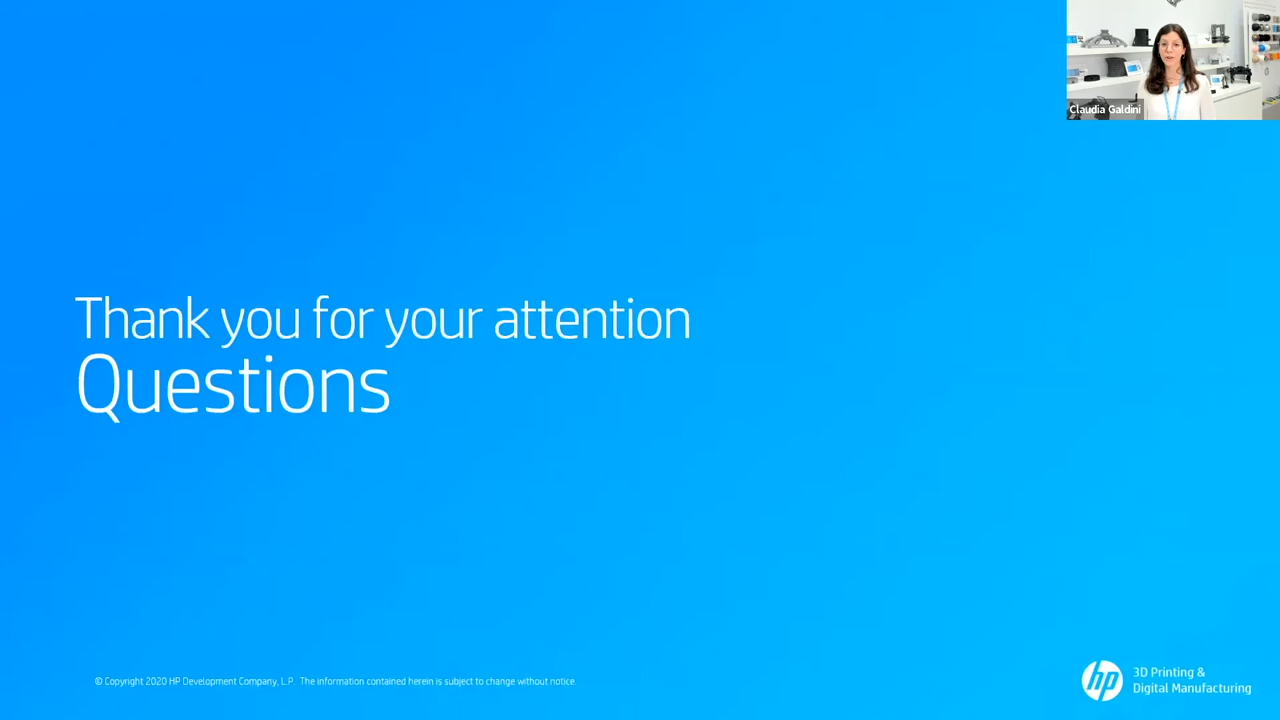 Claudia Galdini
Thank you for your attention
Questions
© Copyright 2020 HP Development Company, L.P. The information contained herein is subject to change without notice.
hp
3D Printing &
Digital Manufacturing